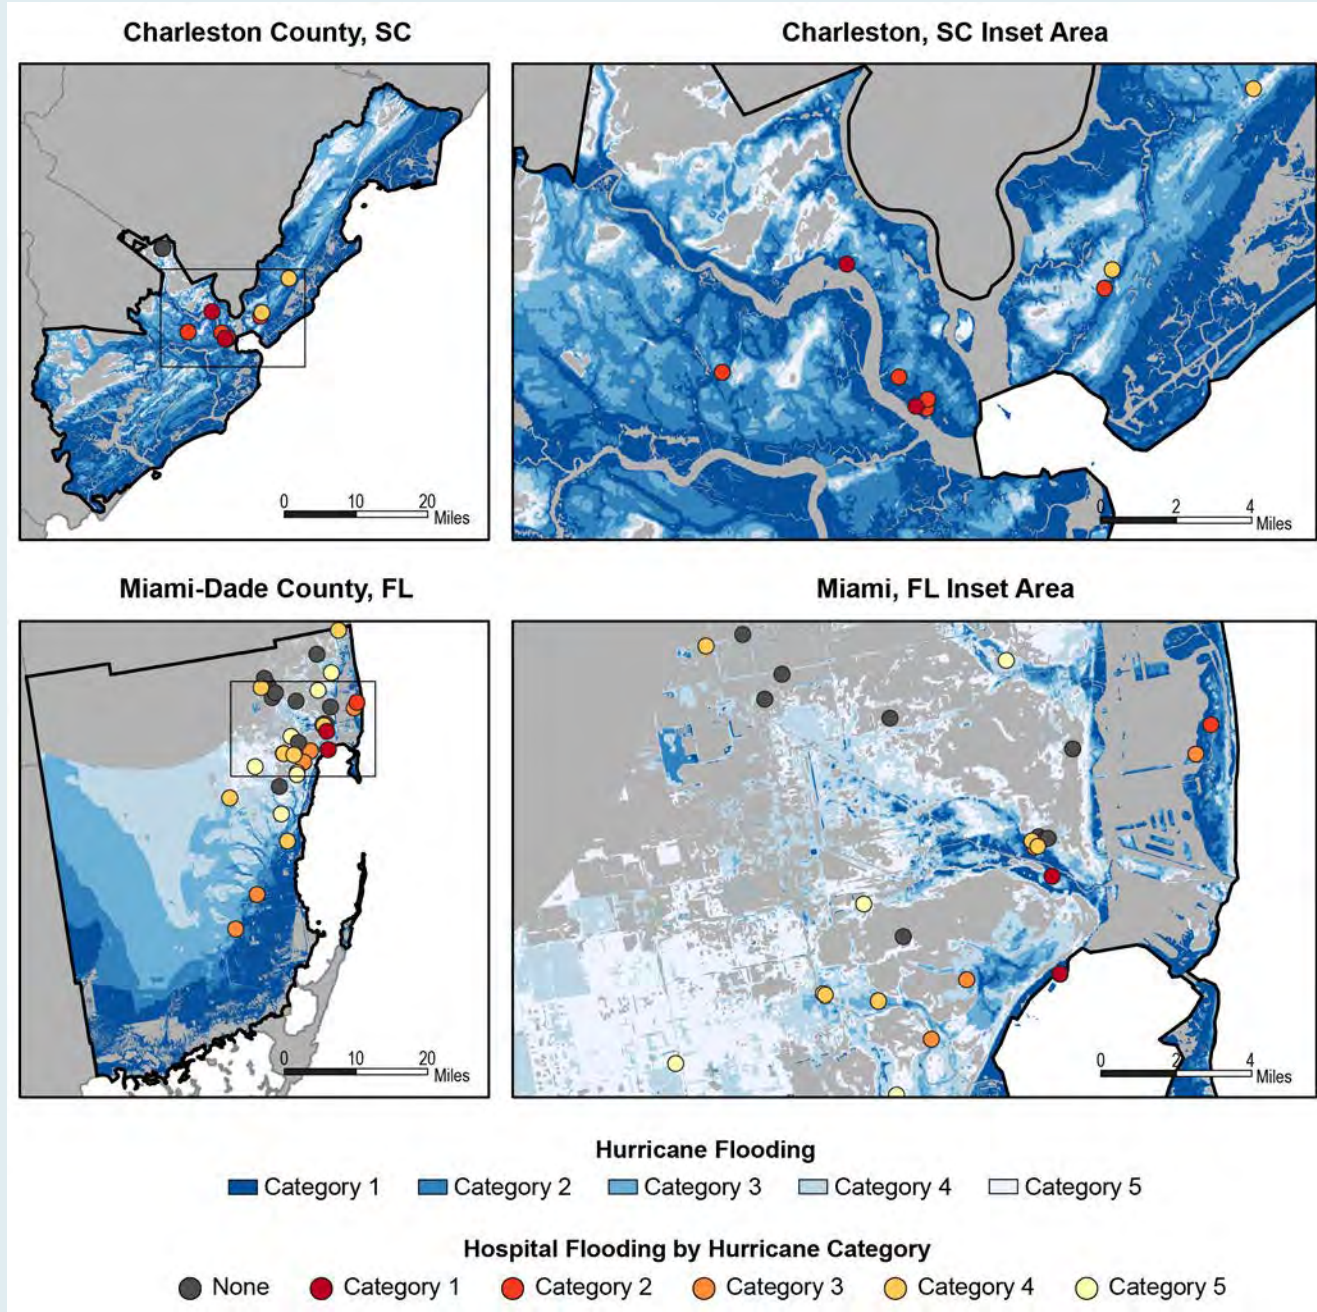 Charleston County, SC
Charleston, SC Inset Area
0 20
Miles
0 2 4
Miles
Miami-Dade County, FL
Miami, FL Inset Area
0 10 20
Miles
0 2 4
Miles
Hurricane Flooding
Category 1 Category 2 Category 3 Category 4 Category 5
Hospital Flooding by Hurricane Category
None Category 1 Category 2 Category 3 Category 4 Category 5